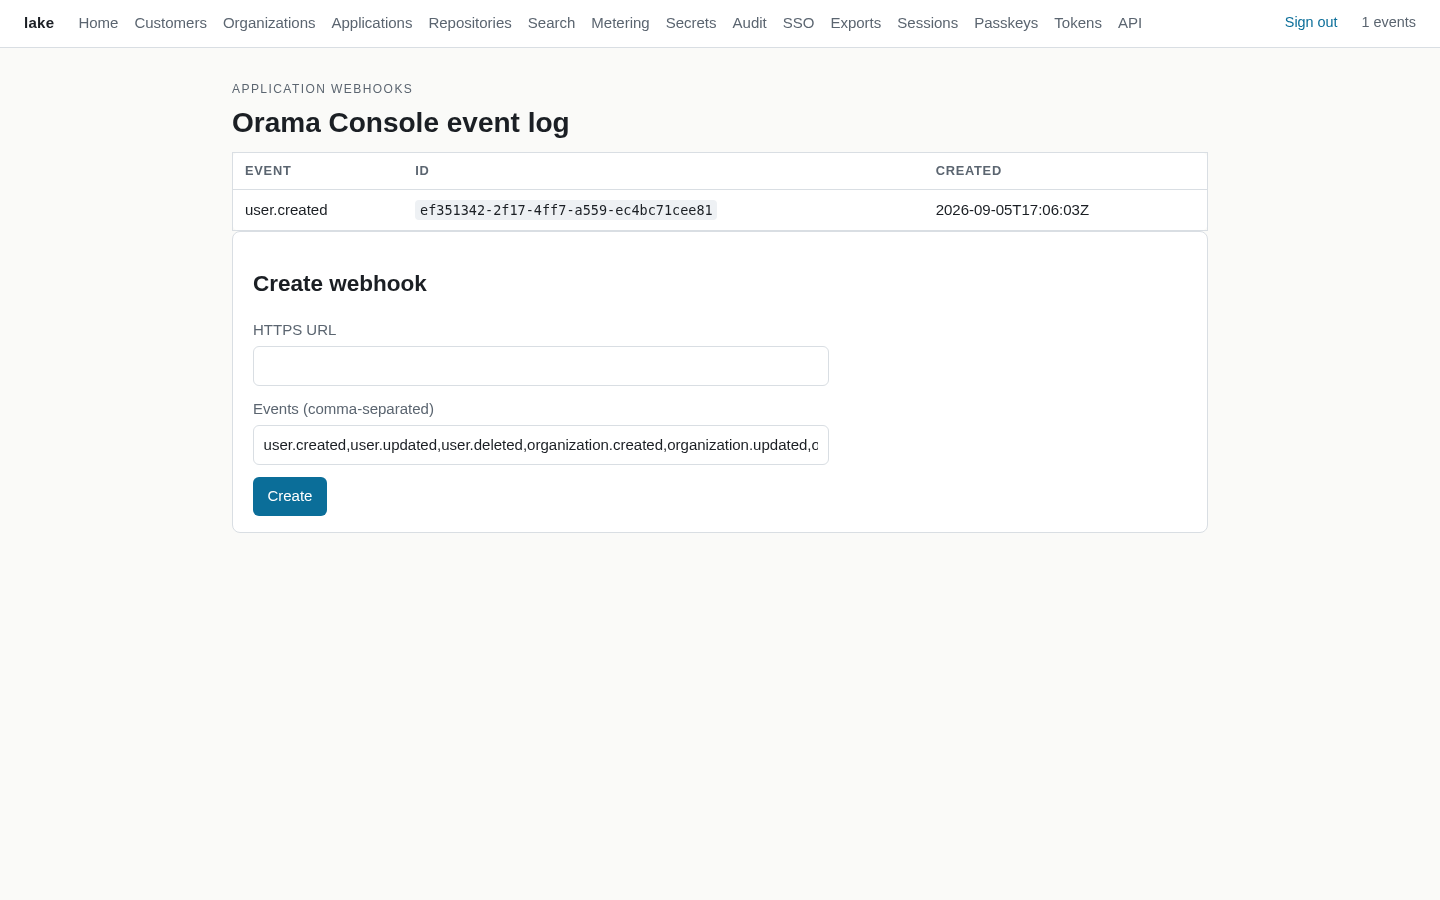 lake Home Customers Organizations Applications Repositories Search Metering Secrets Audit SSO Exports Sessions Passkeys Tokens API Sign out 1 events
APPLICATION WEBHOOKS
Orama Console event log
EVENT ID CREATED
user.created ef351342-2f17-4ff7-a559-ec4bc71cee81 2026-09-05T17:06:03Z
Create webhook
HTTPS URL
Events (comma-separated)
user.created,user.updated,user.deleted,organization.created,organization.updated,o
Create